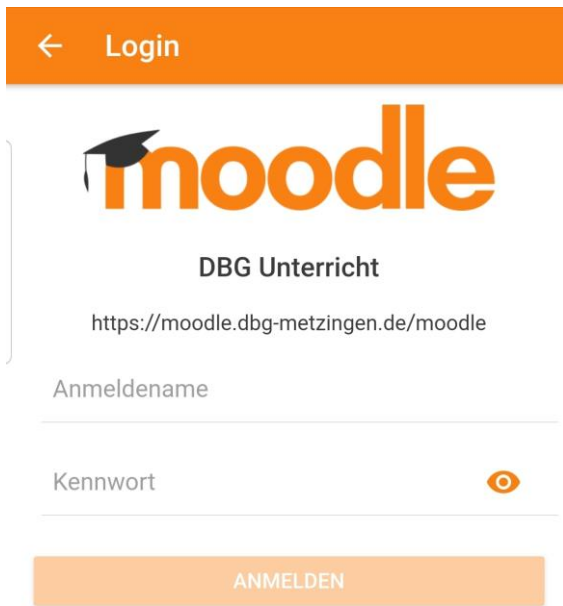 Login
moodle
DBG Unterricht
https://moodle.dbg-metzingen.de/moodle
Anmeldename
Kennwort
ANMELDEN